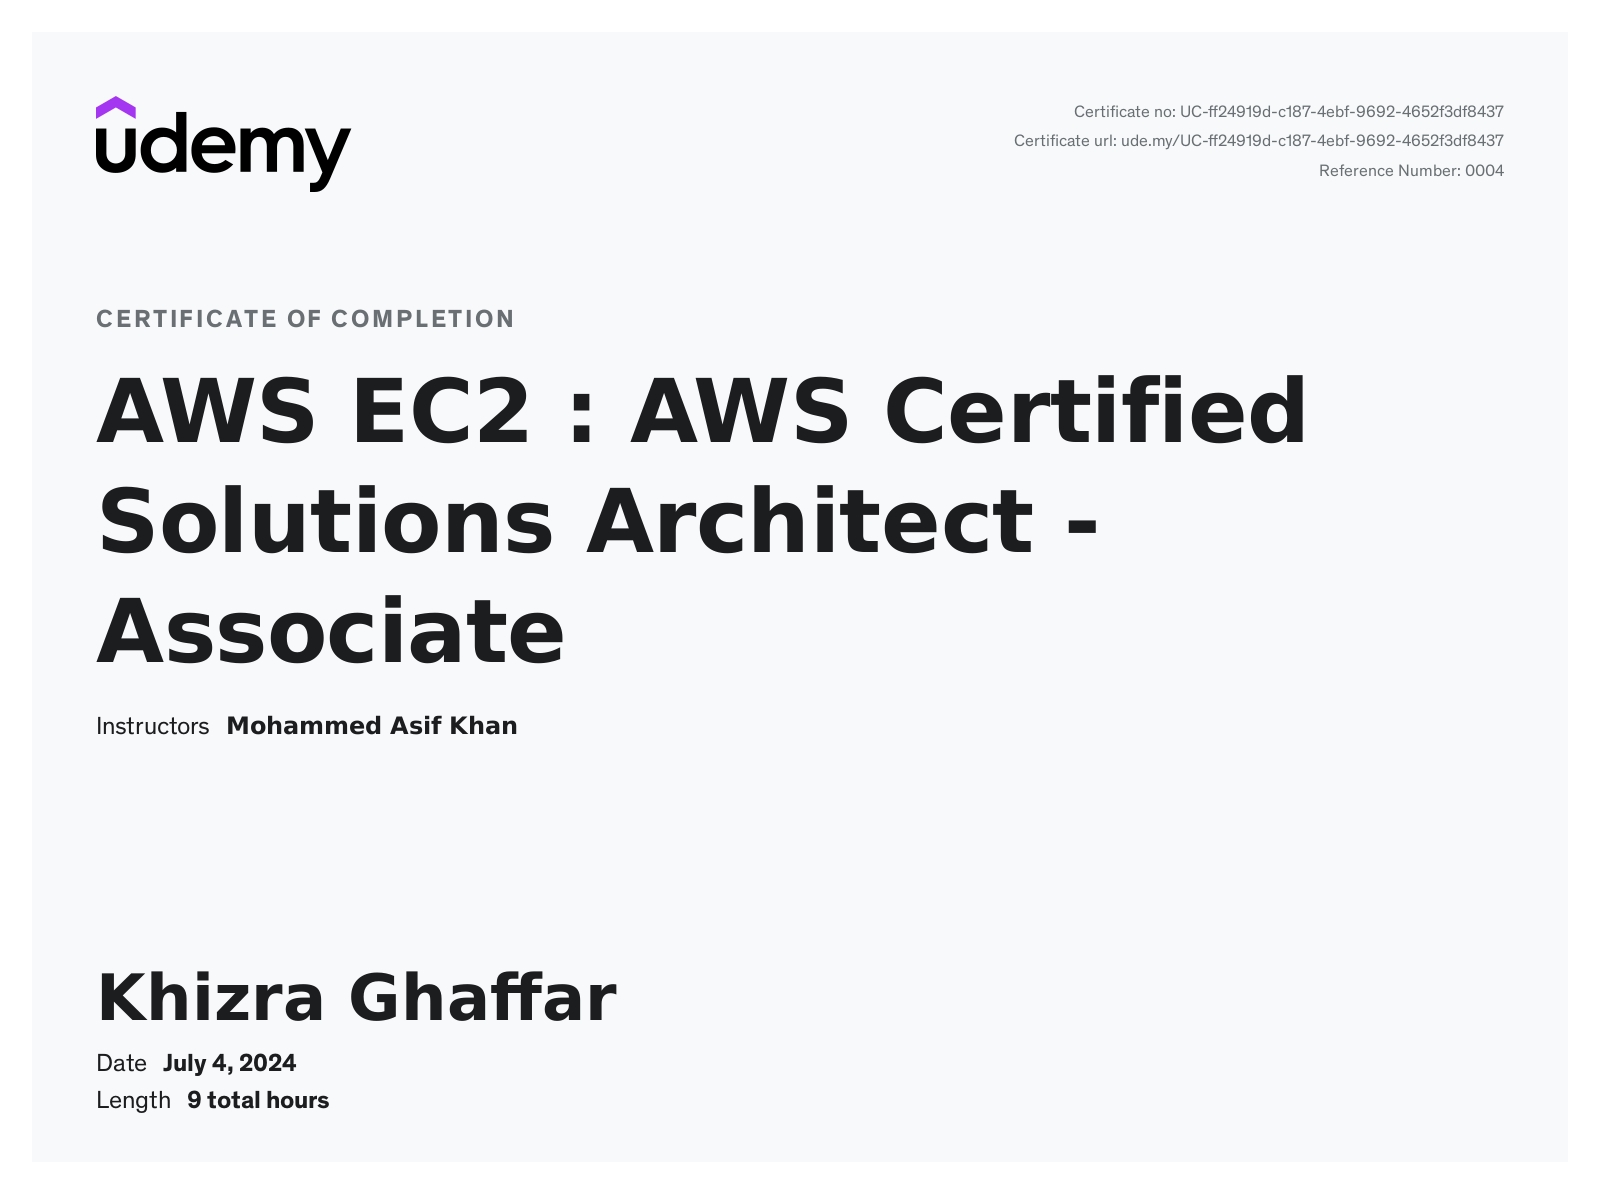 udemy
Certificate no: UC-ff24919d-c187-4ebf-9692-4652f3df8437
Certificate url: ude.my/UC-ff24919d-c187-4ebf-9692-4652f3df8437
Reference Number: 0004
CERTIFICATE OF COMPLETION
AWS EC2 : AWS Certified
Solutions Architect -
Associate
Instructors Mohammed Asif Khan
Khizra Ghaffar
Date July 4, 2024
Length 9 total hours